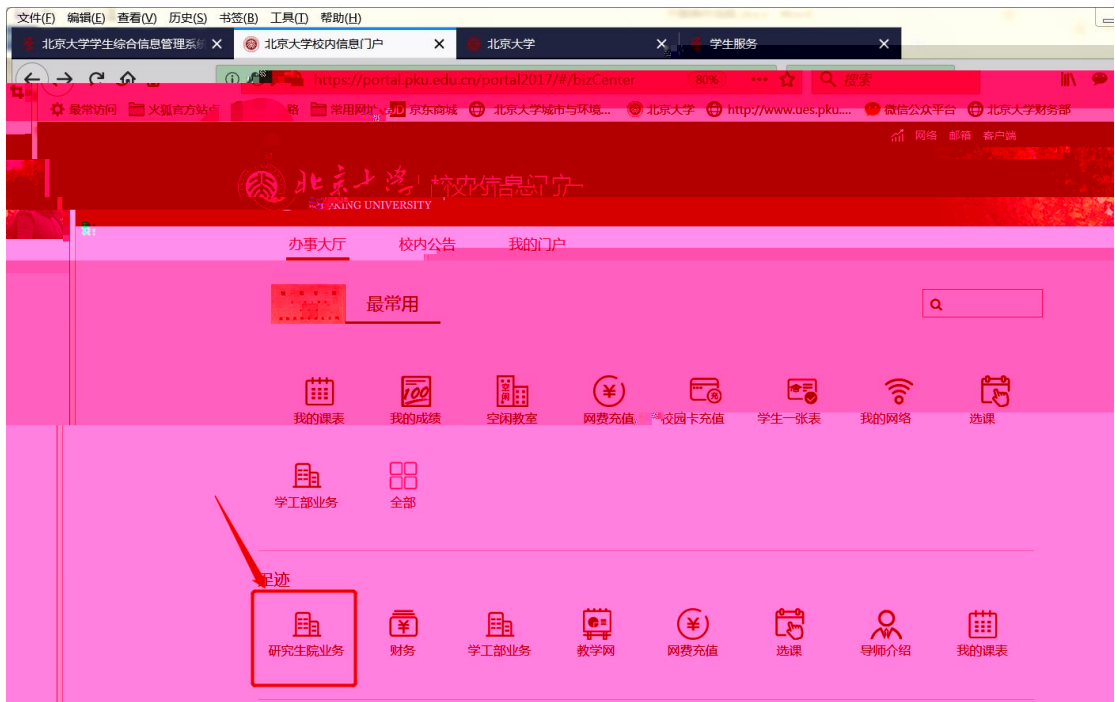 文件(F) 编辑(E) 查看(V) 历史(S) 书签(B) 工具(T) 帮助(H)
北京大学学生综合信息管理系统 北京大学校内信息门户 北京大学 学生服务
https://portal.pku.edu.cn/portal2017/#/bizCenter 80% 搜索
最常访问 火狐官方站点 常用网址 JD 京东商城 北京大学城市与环境... 北京大学 http://www.ues.pku.... 微信公众平台 北京大学财务部
网络 邮箱 客户端
北京大学 校内信息门户
PEKING UNIVERSITY
办事大厅 校内公告 我的门户
最常用
100 空闲
我的课表 我的成绩 空闲教室 网费充值 校园卡充值 学生一张表 我的网络 选课
学工部业务 全部
足迹
研究生院业务 财务 学工部业务 教学网 网费充值 选课 导师介绍 我的课表